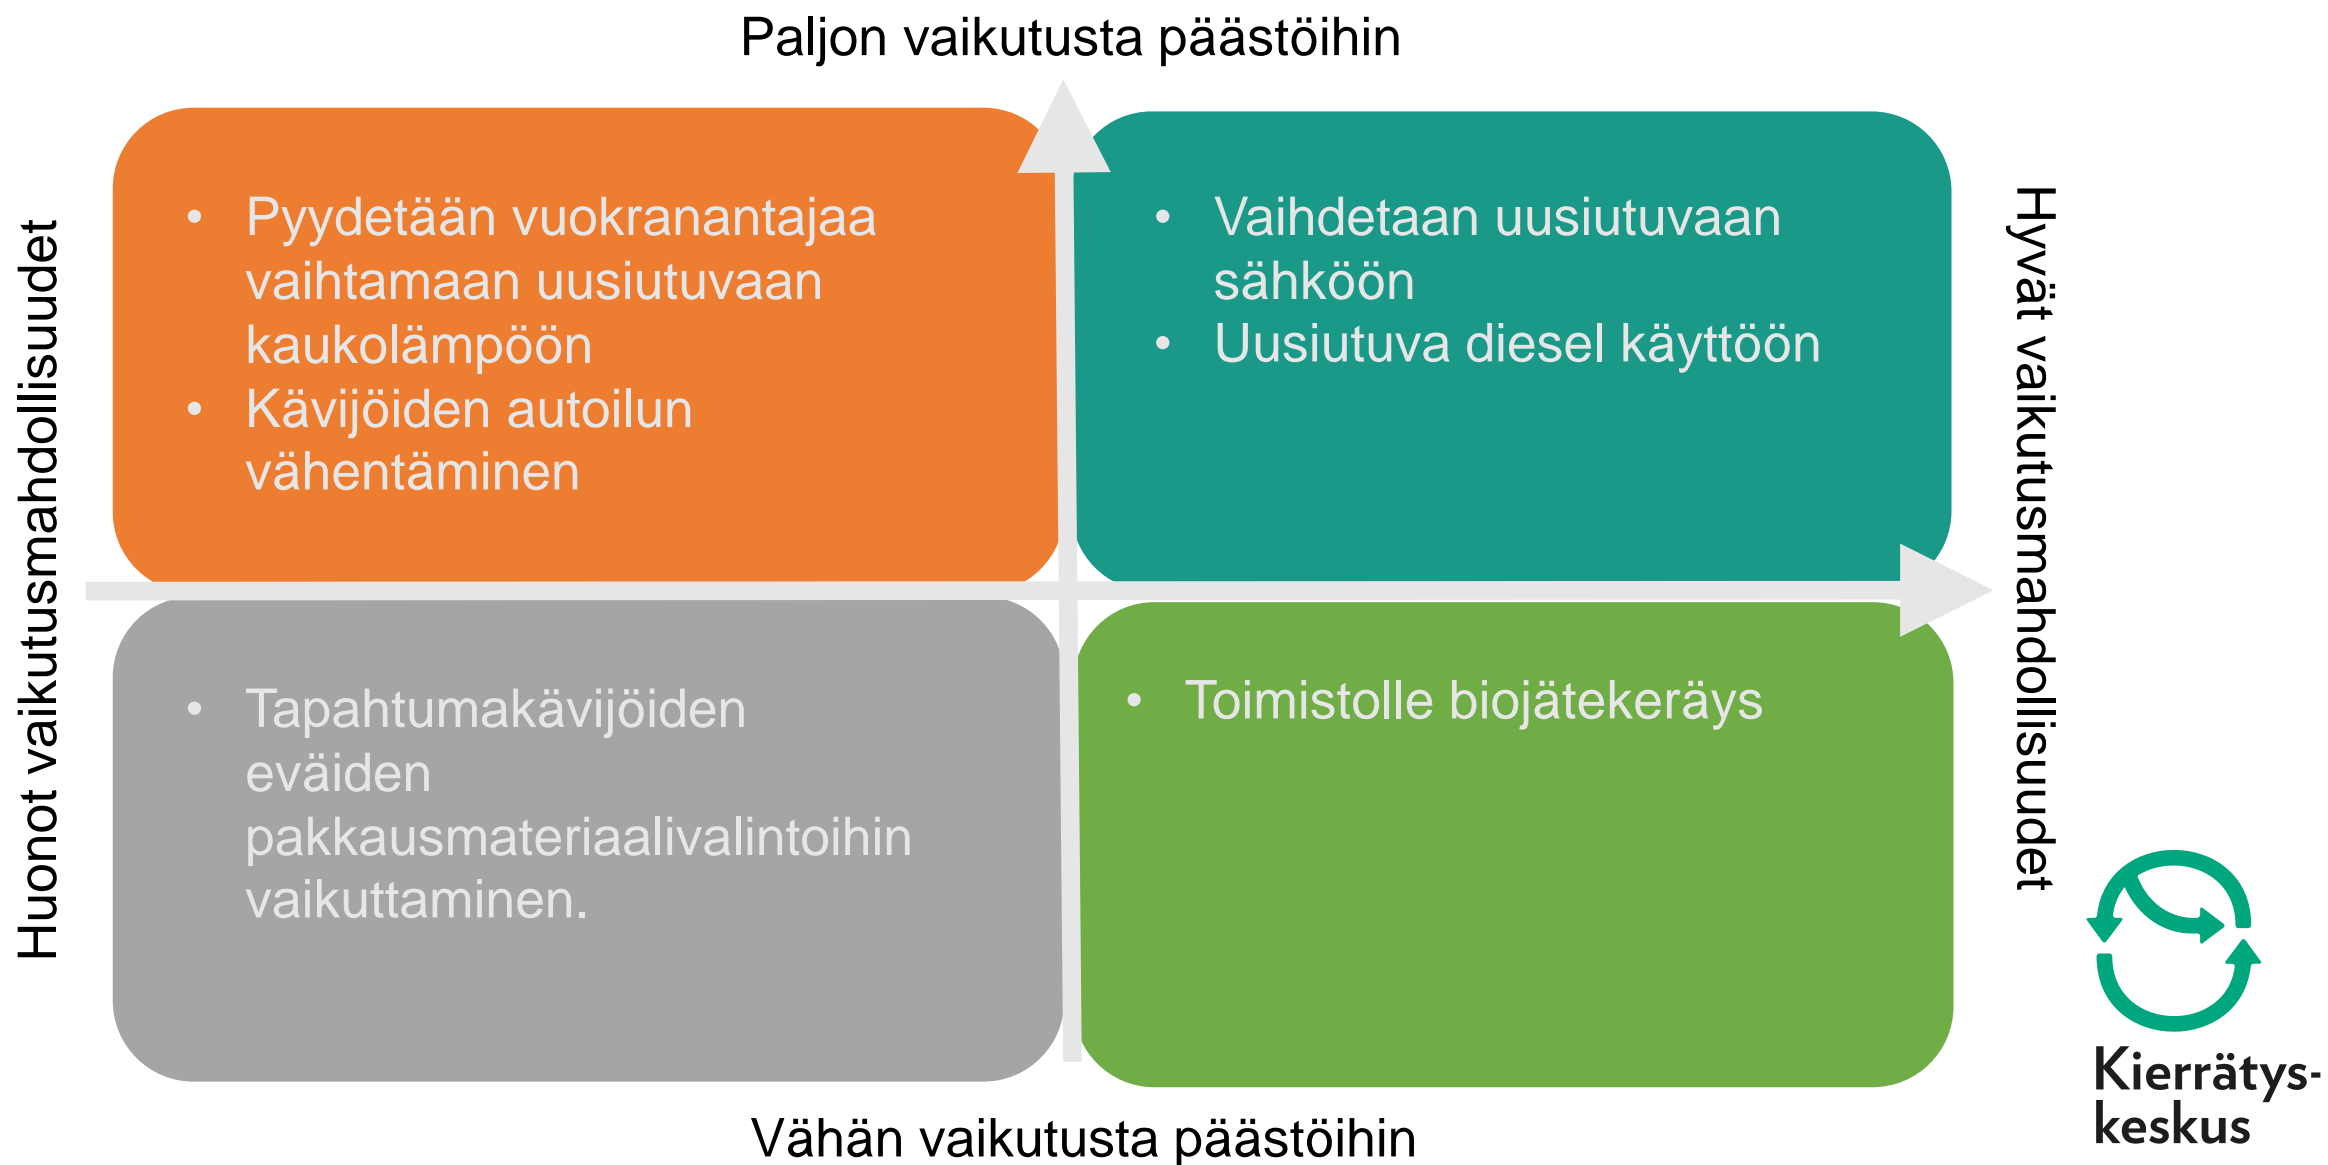 Paljon vaikutusta päästöihin
Huonot vaikutusmahdollisuudet
• Pyydetään vuokranantajaa
vaihtamaan uusiutuvaan
kaukolämpöön
• Kävijöiden autoilun
vähentäminen
• Vaihdetaan uusiutuvaan
sähköön
• Uusiutuva diesel käyttöön
Hyvät vaikutusmahdollisuudet
• Tapahtumakävijöiden
eväiden
pakkausmateriaalivalintoihin
vaikuttaminen.
• Toimistolle biojätekeräys
Vähän vaikutusta päästöihin
Kierrätys-
keskus